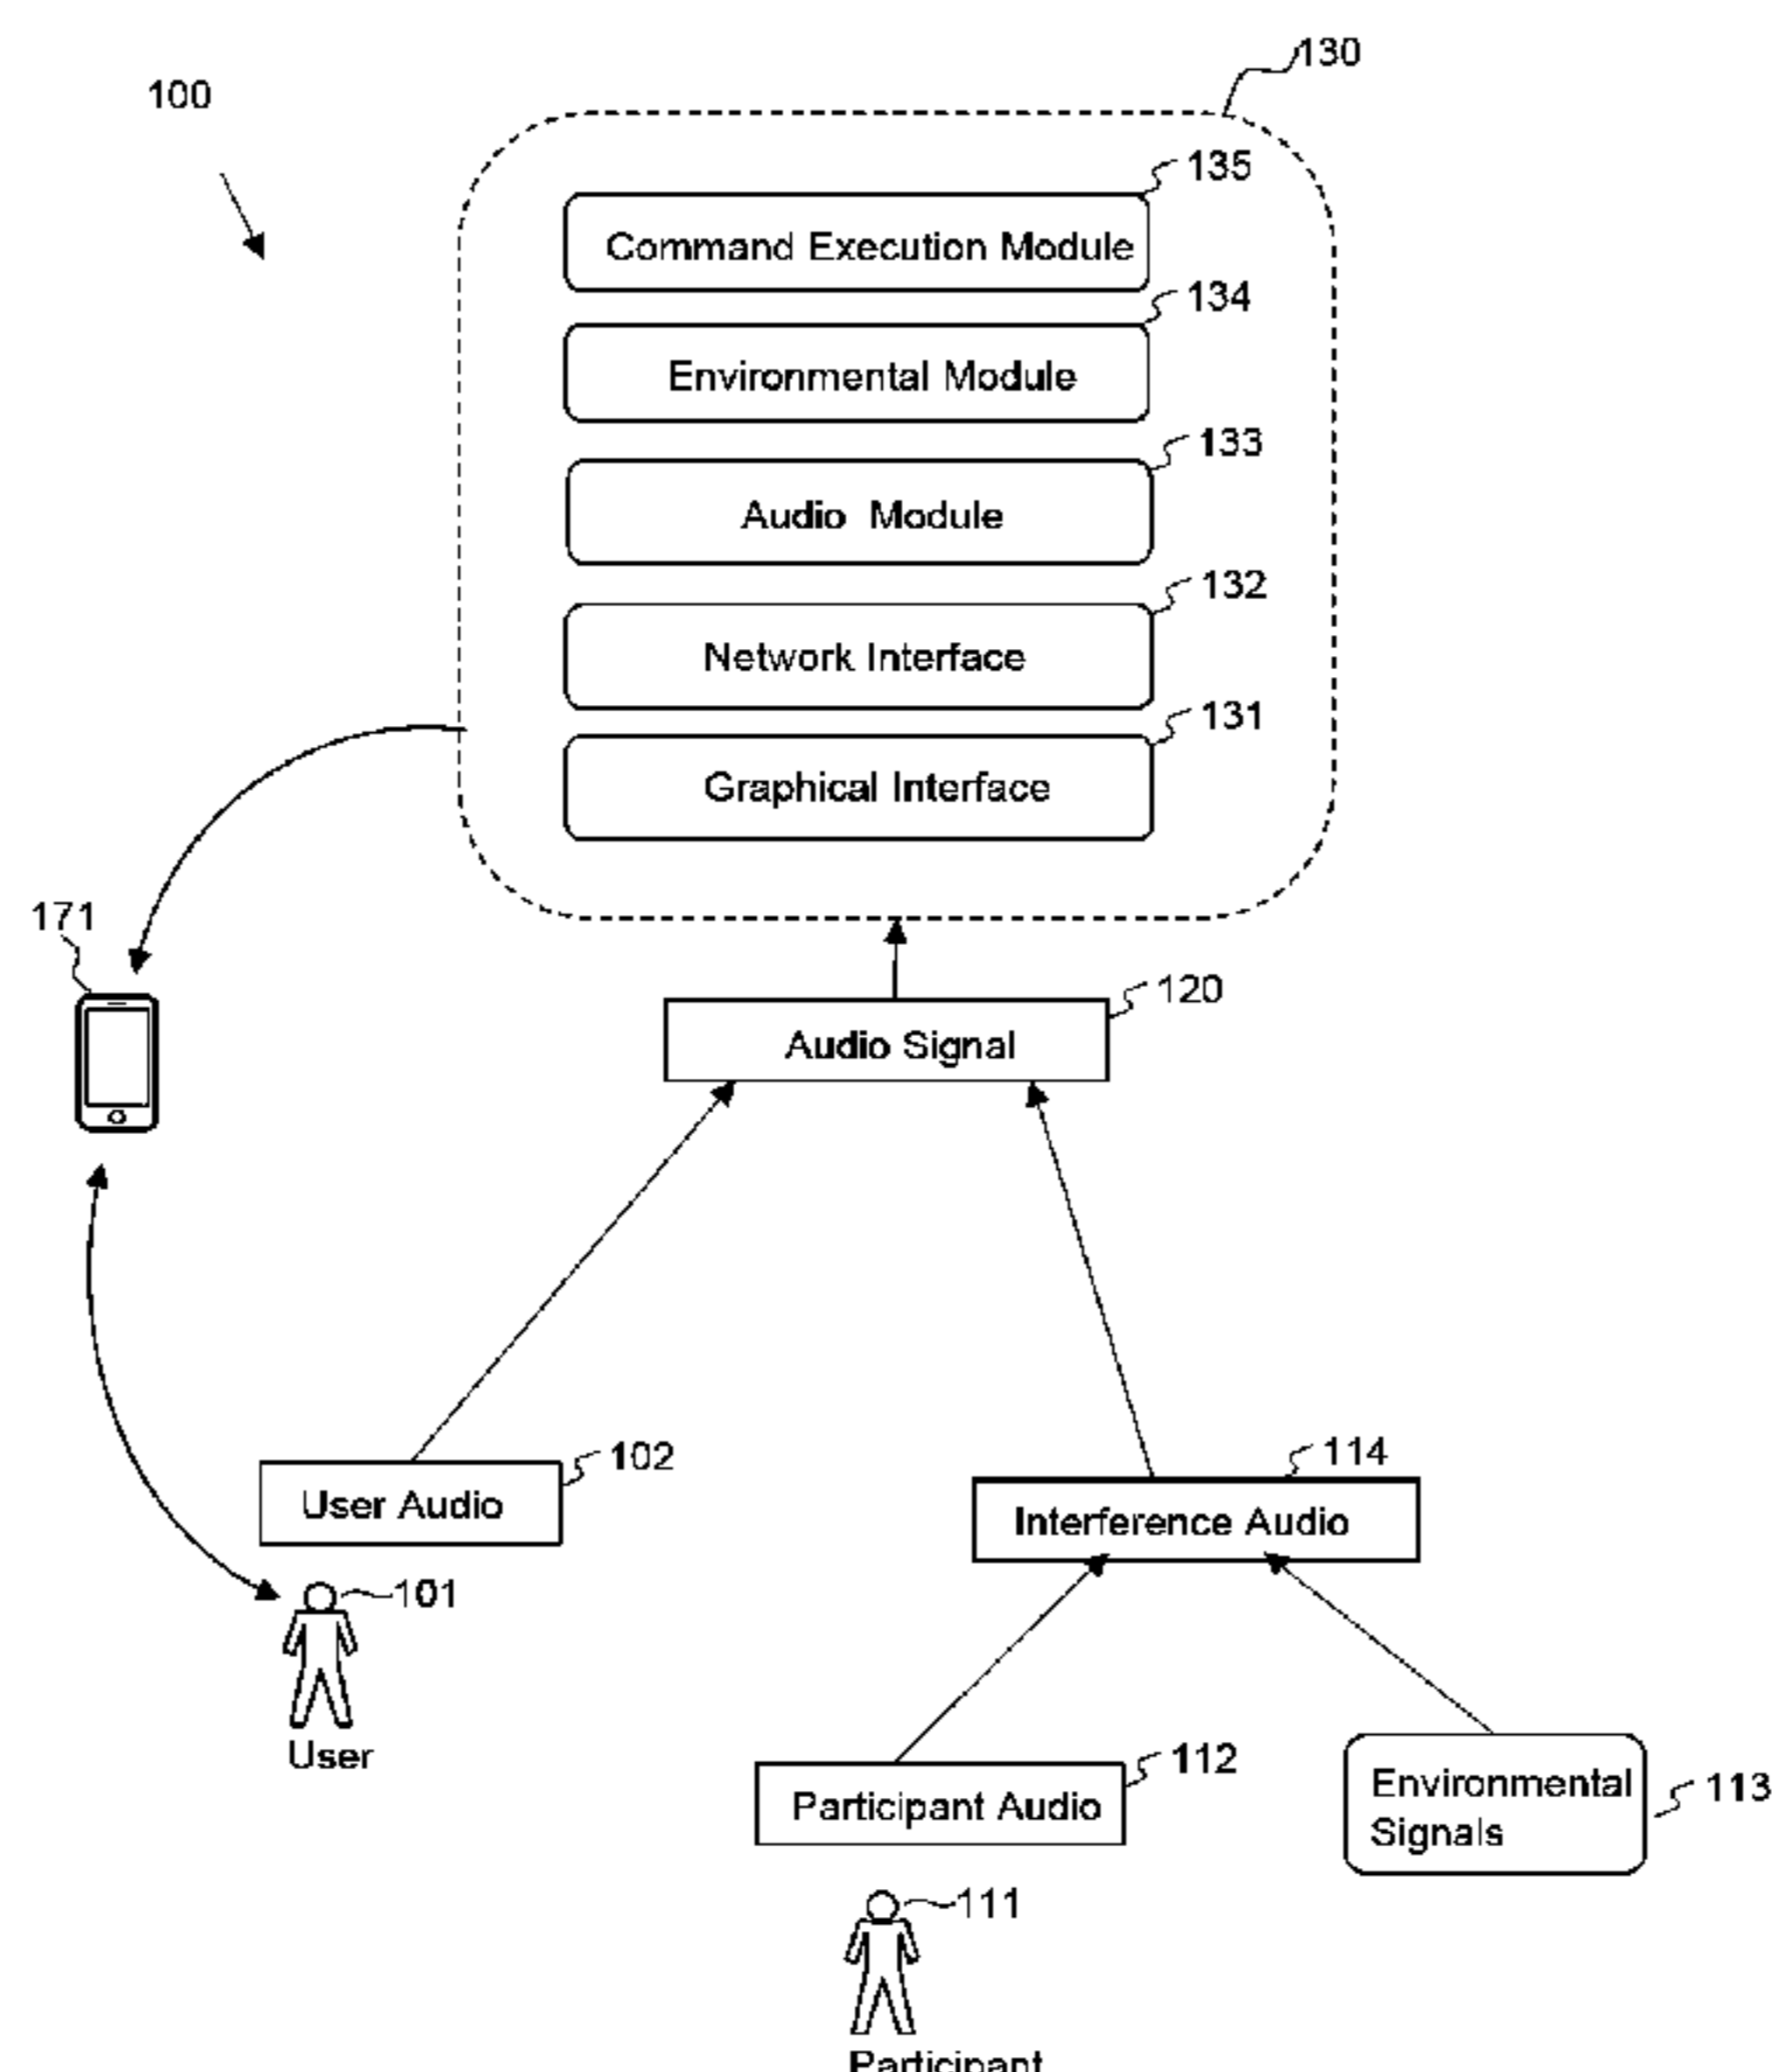 130
100
135
Command Execution Module
134
Environmental Module
133
Audio Module
132
Network Interface
131
Graphical Interface
171
120
Audio Signal
102
User Audio
114
Interference Audio
101
User
112
Participant Audio
113
Environmental
Signals
111
Participant